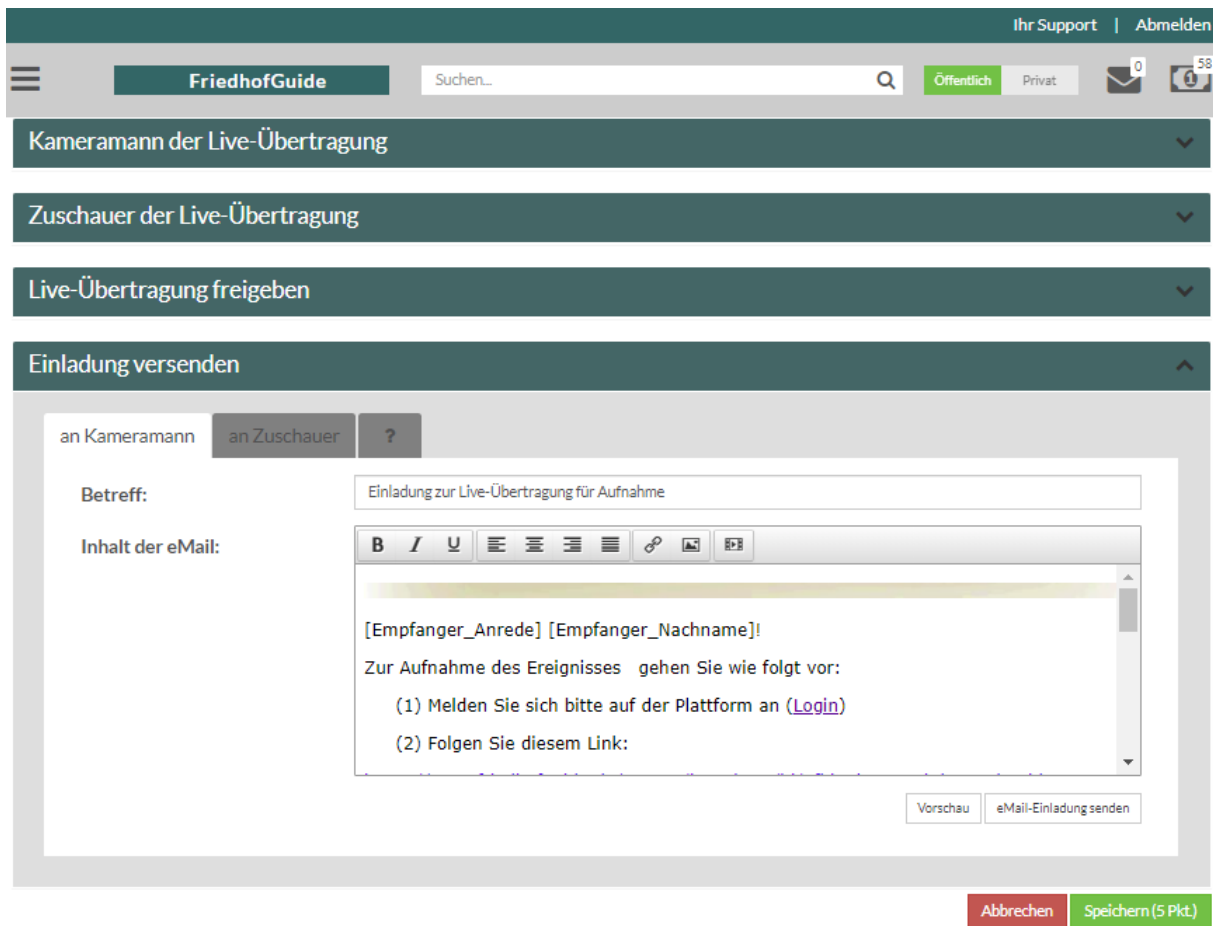 Ihr Support | Abmelden
FriedhofGuide
Suchen...
Öffentlich
Privat
0
1
58
Kameramann der Live-Übertragung
Zuschauer der Live-Übertragung
Live-Übertragung freigeben
Einladung versenden
an Kameramann
an Zuschauer
?
Betreff:
Einladung zur Live-Übertragung für Aufnahme
Inhalt der eMail:
B I U
[Empfanger_Anrede] [Empfanger_Nachname]!
Zur Aufnahme des Ereignisses gehen Sie wie folgt vor:
(1) Melden Sie sich bitte auf der Plattform an (Login)
(2) Folgen Sie diesem Link:
Vorschau
eMail-Einladung senden
Abbrechen
Speichern (5 Pkt.)